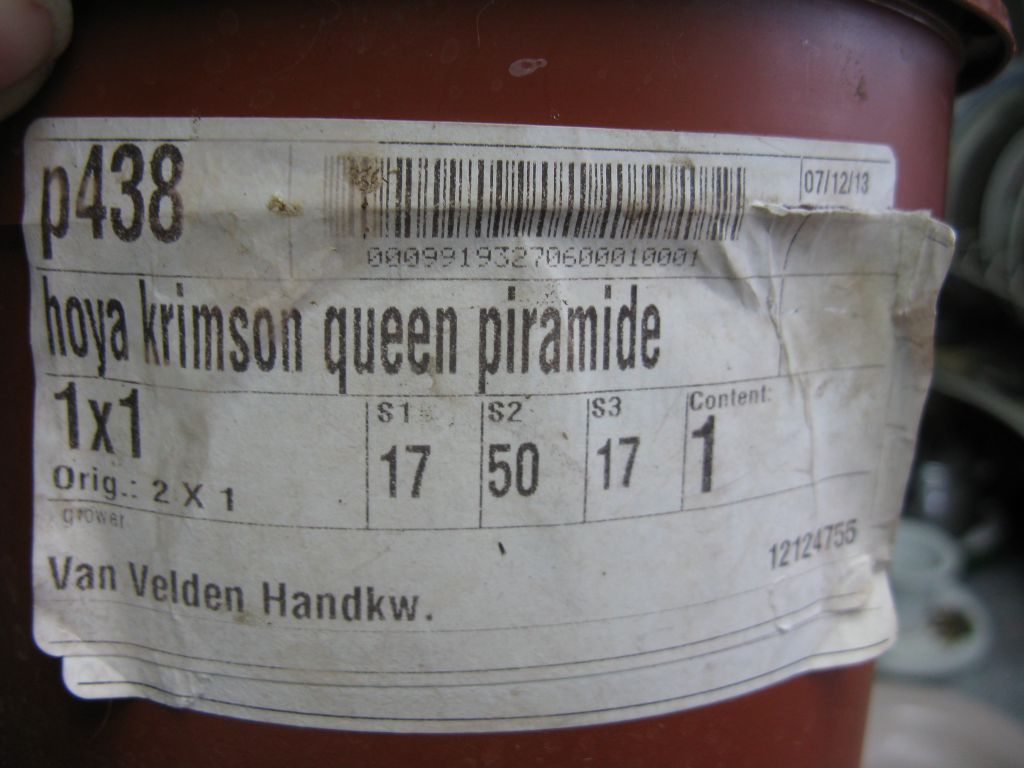 p438
07/12/13
00099193270600010001
hoya krimson queen piramide
1x1 S1 S2 S3 Content:
17 50 17 1
Orig.: 2 X 1
grower
12124755
Van Velden Handkw.